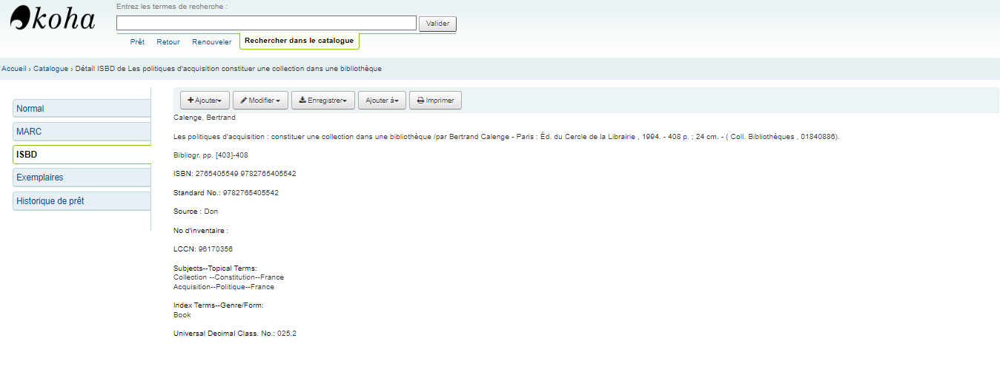 koha
Entrez les termes de recherche :
Valider
Prêt Retour Renouveler Rechercher dans le catalogue
Accueil › Catalogue › Détail ISBD de Les politiques d'acquisition constituer une collection dans une bibliothèque
Normal
MARC
ISBD
Exemplaires
Historique de prêt
Ajouter Modifier Enregistrer Ajouter à Imprimer
Calenge, Bertrand
Les politiques d'acquisition : constituer une collection dans une bibliothèque /par Bertrand Calenge - Paris : Éd. du Cercle de la Librairie , 1994. - 408 p. ; 24 cm. - ( Coll. Bibliothèques , 01840886).
Bibliogr. pp. [403]-408
ISBN: 2765405549 9782765405542
Standard No.: 9782765405542
Source : Don
No d'inventaire :
LCCN: 96170356
Subjects--Topical Terms:
Collection --Constitution--France
Acquisition--Politique--France
Index Terms--Genre/Form:
Book
Universal Decimal Class. No.: 025.2